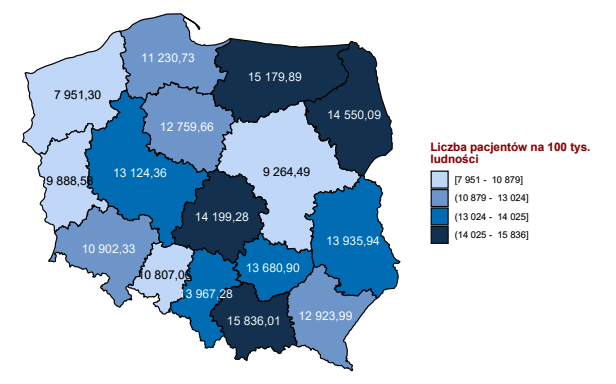 11 230,73
15 179,89
7 951,30
14 550,09
12 759,66
13 124,36
9 264,49
9 888,58
14 199,28
13 935,94
10 902,33
13 680,90
10 807,06
13 967,28
12 923,99
15 836,01
Liczba pacjentów na 100 tys.
ludności
[7 951 - 10 879]
(10 879 - 13 024]
(13 024 - 14 025]
(14 025 - 15 836]